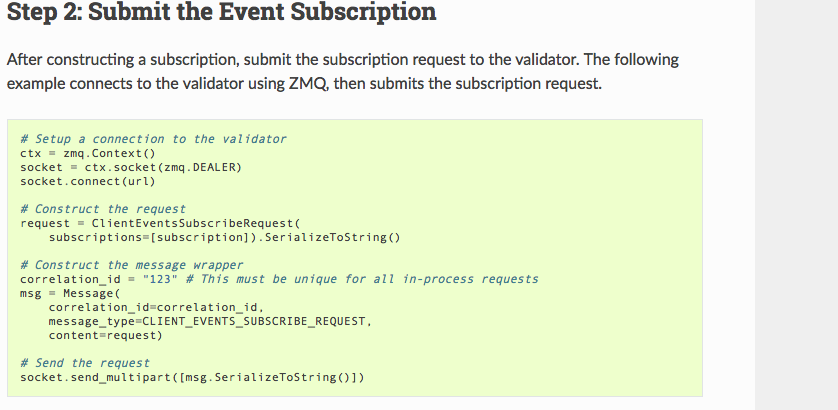 Step 2: Submit the Event Subscription
After constructing a subscription, submit the subscription request to the validator. The following
example connects to the validator using ZMQ, then submits the subscription request.
# Setup a connection to the validator
ctx = zmq.Context()
socket = ctx.socket(zmq.DEALER)
socket.connect(url)
# Construct the request
request = ClientEventsSubscribeRequest(
    subscriptions=[subscription]).SerializeToString()
# Construct the message wrapper
correlation_id = "123" # This must be unique for all in-process requests
msg = Message(
    correlation_id=correlation_id,
    message_type=CLIENT_EVENTS_SUBSCRIBE_REQUEST,
    content=request)
# Send the request
socket.send_multipart([msg.SerializeToString()])